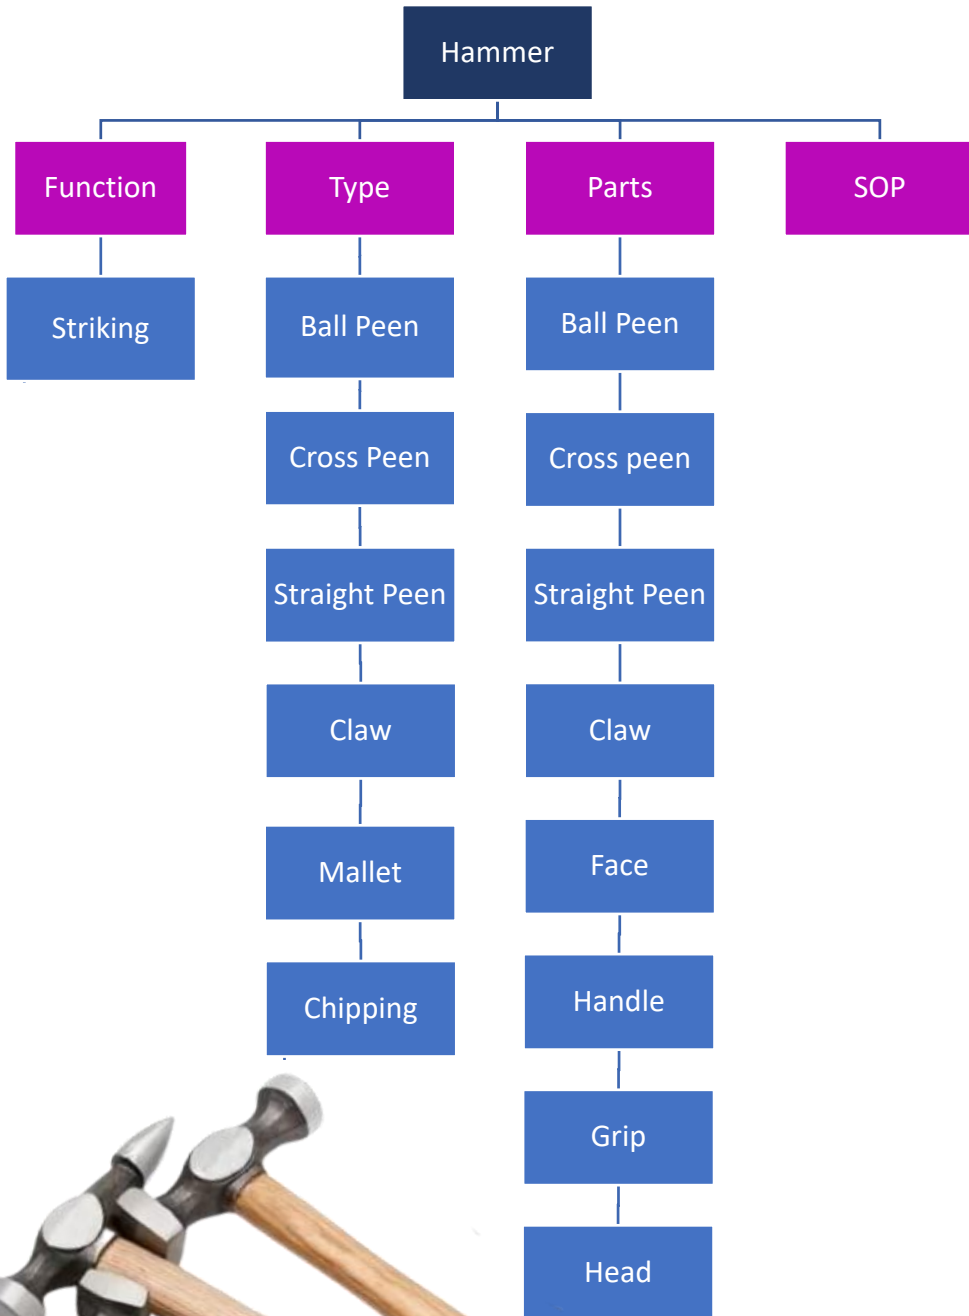 Hammer
Function
Type
Parts
SOP
Striking
Ball Peen
Ball Peen
Cross Peen
Cross peen
Straight Peen
Straight Peen
Claw
Claw
Mallet
Face
Chipping
Handle
Grip
Head